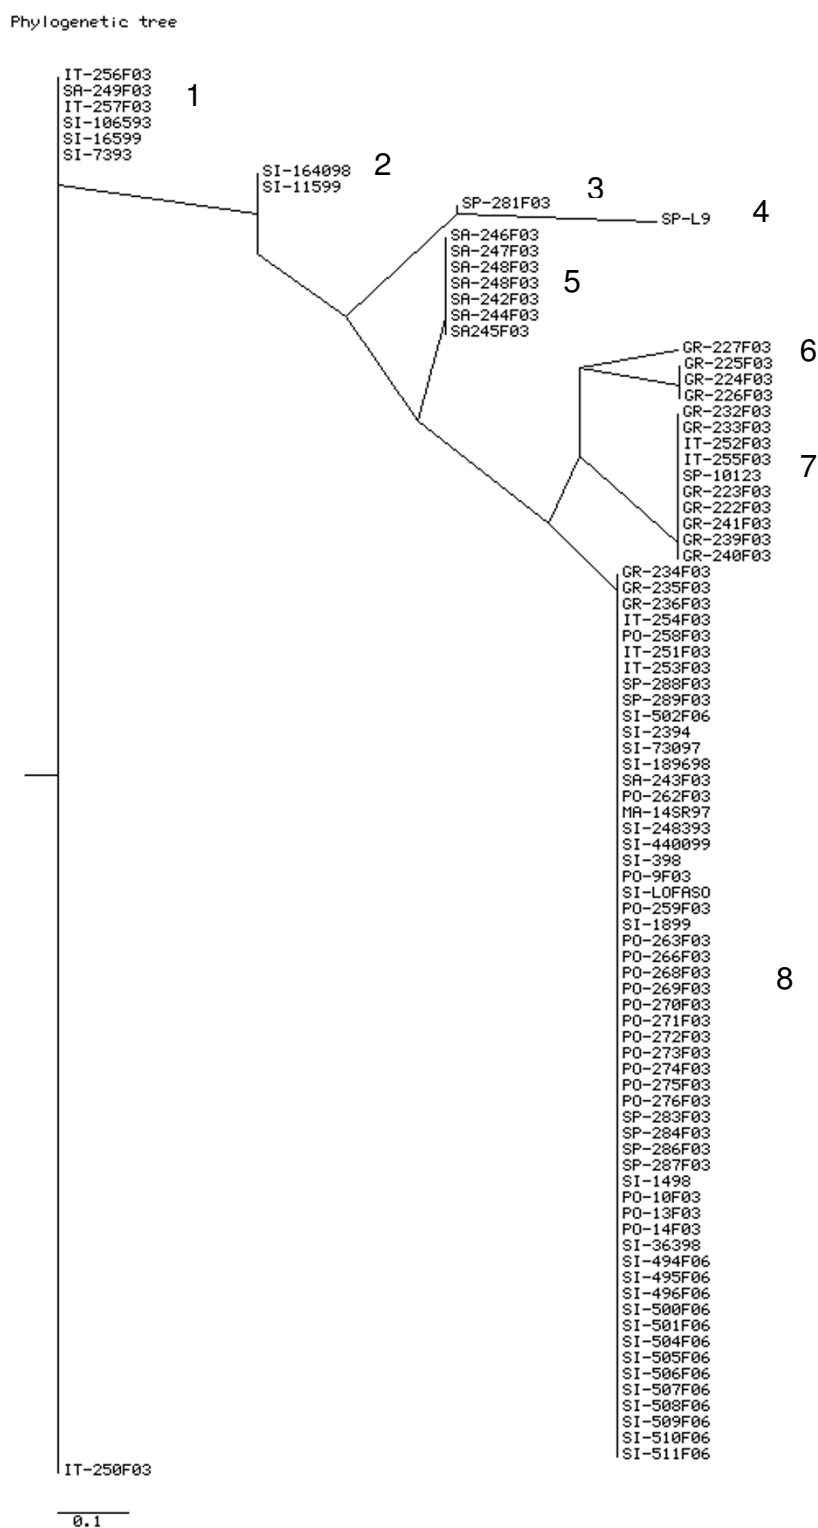 Phylogenetic tree
IT-256F03
SA-249F03
1
IT-257F03
SI-106593
SI-16599
SI-7393
SI-164098
2
SI-11599
3
SP-281F03
4
SP-L9
SA-246F03
SA-247F03
SA-248F03
5
SA-248F03
SA-242F03
SA-244F03
SA245F03
GR-227F03
6
GR-225F03
GR-224F03
GR-226F03
GR-232F03
GR-233F03
IT-252F03
IT-255F03
7
SP-10123
GR-223F03
GR-222F03
GR-241F03
GR-239F03
GR-240F03
GR-234F03
GR-235F03
GR-236F03
IT-254F03
PO-258F03
IT-251F03
IT-253F03
SP-288F03
SP-289F03
SI-502F06
SI-2394
SI-73097
SI-189698
SA-243F03
PO-262F03
MA-14SR97
SI-248393
SI-440099
SI-398
PO-9F03
SI-LOFASO
PO-259F03
SI-1899
PO-263F03
PO-266F03
PO-268F03
8
PO-269F03
PO-270F03
PO-271F03
PO-272F03
PO-273F03
PO-274F03
PO-275F03
PO-276F03
SP-283F03
SP-284F03
SP-286F03
SP-287F03
SI-1498
PO-10F03
PO-13F03
PO-14F03
SI-36398
SI-494F06
SI-495F06
SI-496F06
SI-500F06
SI-501F06
SI-504F06
SI-505F06
SI-506F06
SI-507F06
SI-508F06
SI-509F06
SI-510F06
SI-511F06
IT-250F03
0.1